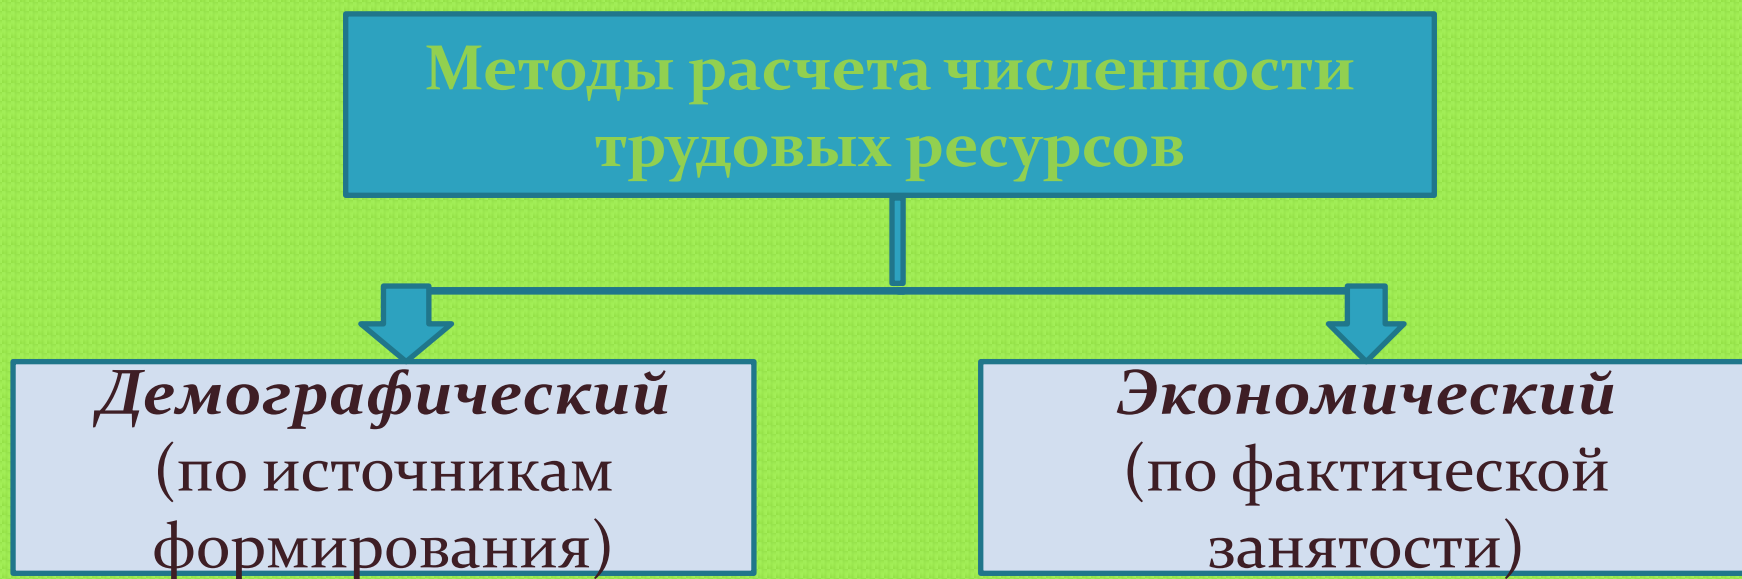 Методы расчета численности
трудовых ресурсов
Демографический
(по источникам
формирования)
Экономический
(по фактической
занятости)